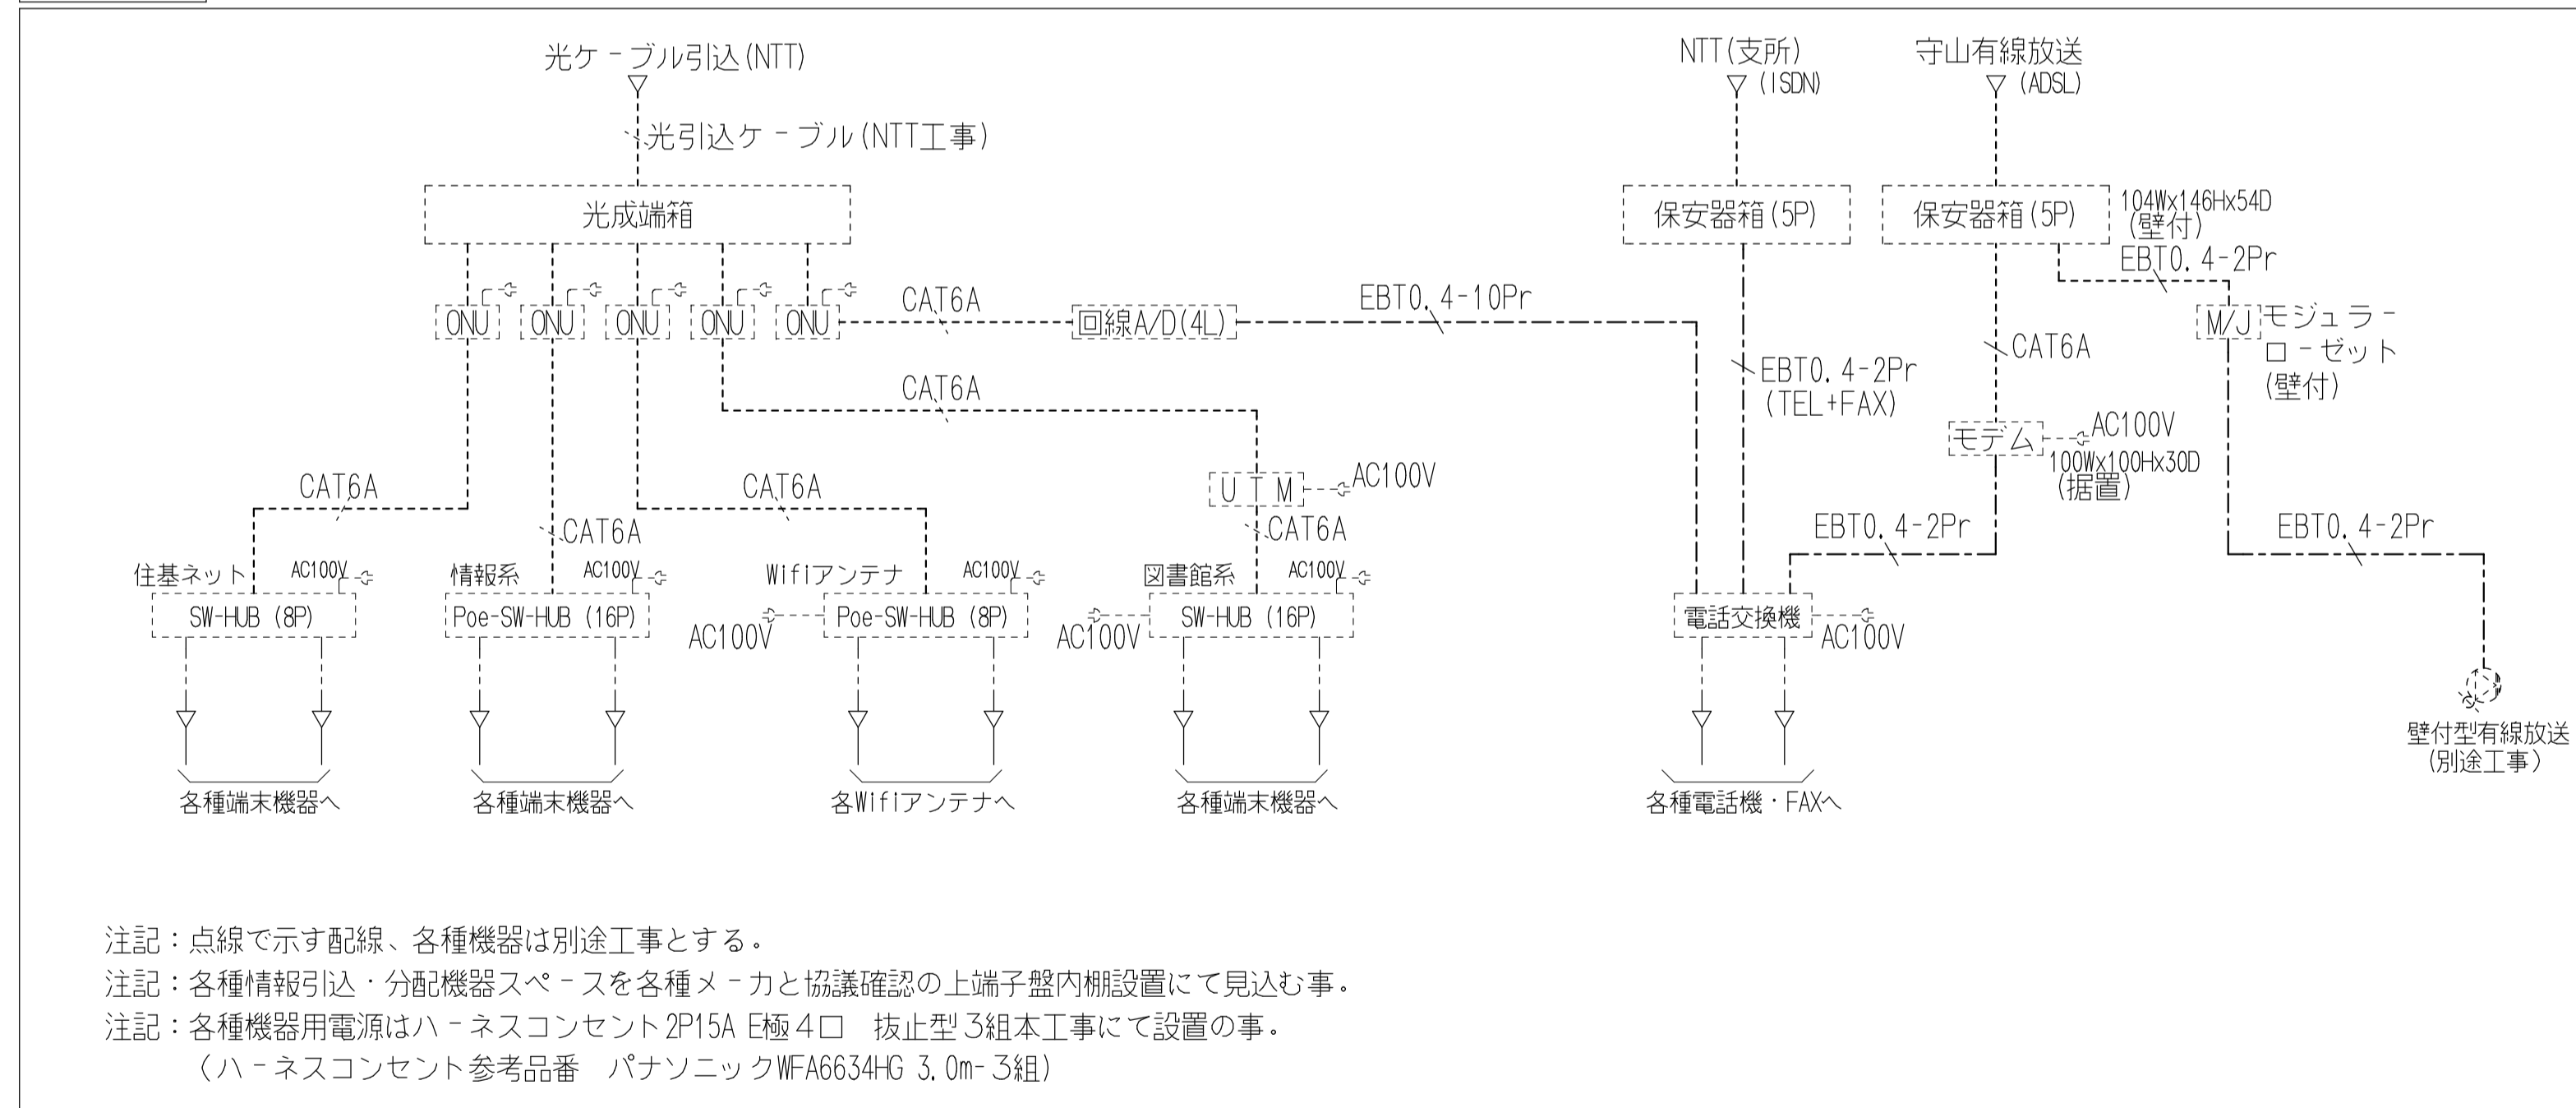 光ケーブル引込(NTT)
NTT(支所)
(ISDN)
守山有線放送
(ADSL)
光引込ケーブル(NTT工事)
光成端箱
保安器箱(5P)
保安器箱(5P)
104Wx146Hx54D
(壁付)
EBT0.4-2Pr
ONU
ONU
ONU
ONU
ONU
CAT6A
回線A/D(4L)
EBT0.4-10Pr
M/J
モジュラー
ローゼット
(壁付)
CAT6A
EBT0.4-2Pr
(TEL+FAX)
CAT6A
モデム
AC100V
100Wx100Hx30D
(据置)
CAT6A
CAT6A
UTM
AC100V
CAT6A
CAT6A
EBT0.4-2Pr
EBT0.4-2Pr
住基ネット
AC100V
情報系
AC100V
Wifiアンテナ
AC100V
図書館系
AC100V
SW-HUB (8P)
Poe-SW-HUB (16P)
AC100V
Poe-SW-HUB (8P)
AC100V
SW-HUB (16P)
電話交換機
AC100V
壁付型有線放送
(別途工事)
各種端末機器へ
各種端末機器へ
各Wifiアンテナへ
各種端末機器へ
各種電話機・FAXへ
注記：点線で示す配線、各種機器は別途工事とする。
注記：各種情報引込・分配機器スペースを各種メーカと協議確認の上端子盤内棚設置にて見込む事。
注記：各種機器用電源はハーネスコンセント2P15A E極4口　抜止型3組本工事にて設置の事。
（ハーネスコンセント参考品番　パナソニックWFA6634HG 3.0m-3組)